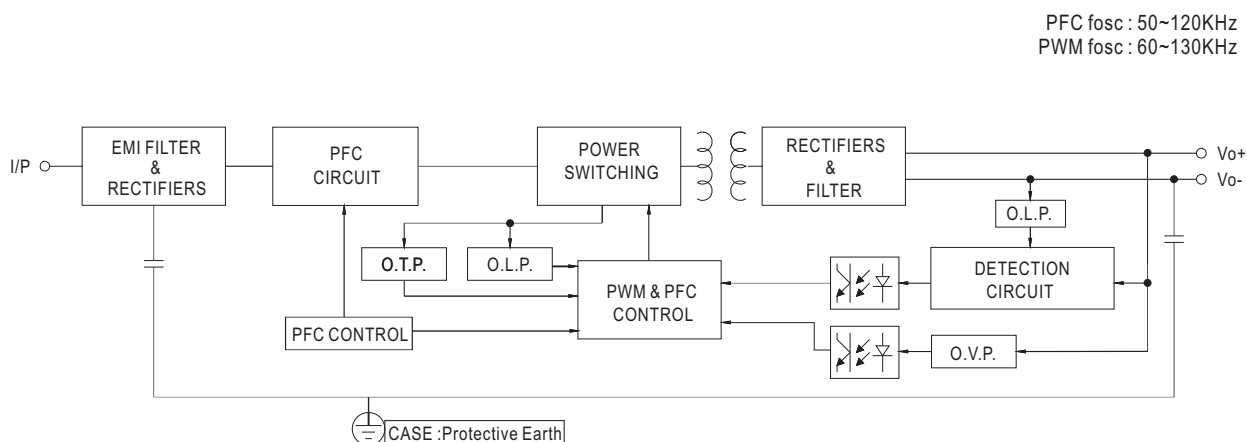 PFC fosc : 50~120KHz
PWM fosc : 60~130KHz
I/P
EMI FILTER
&
RECTIFIERS
PFC
CIRCUIT
POWER
SWITCHING
RECTIFIERS
&
FILTER
Vo+
Vo-
O.L.P.
O.T.P.
O.L.P.
PWM & PFC
CONTROL
DETECTION
CIRCUIT
PFC CONTROL
O.V.P.
CASE :Protective Earth